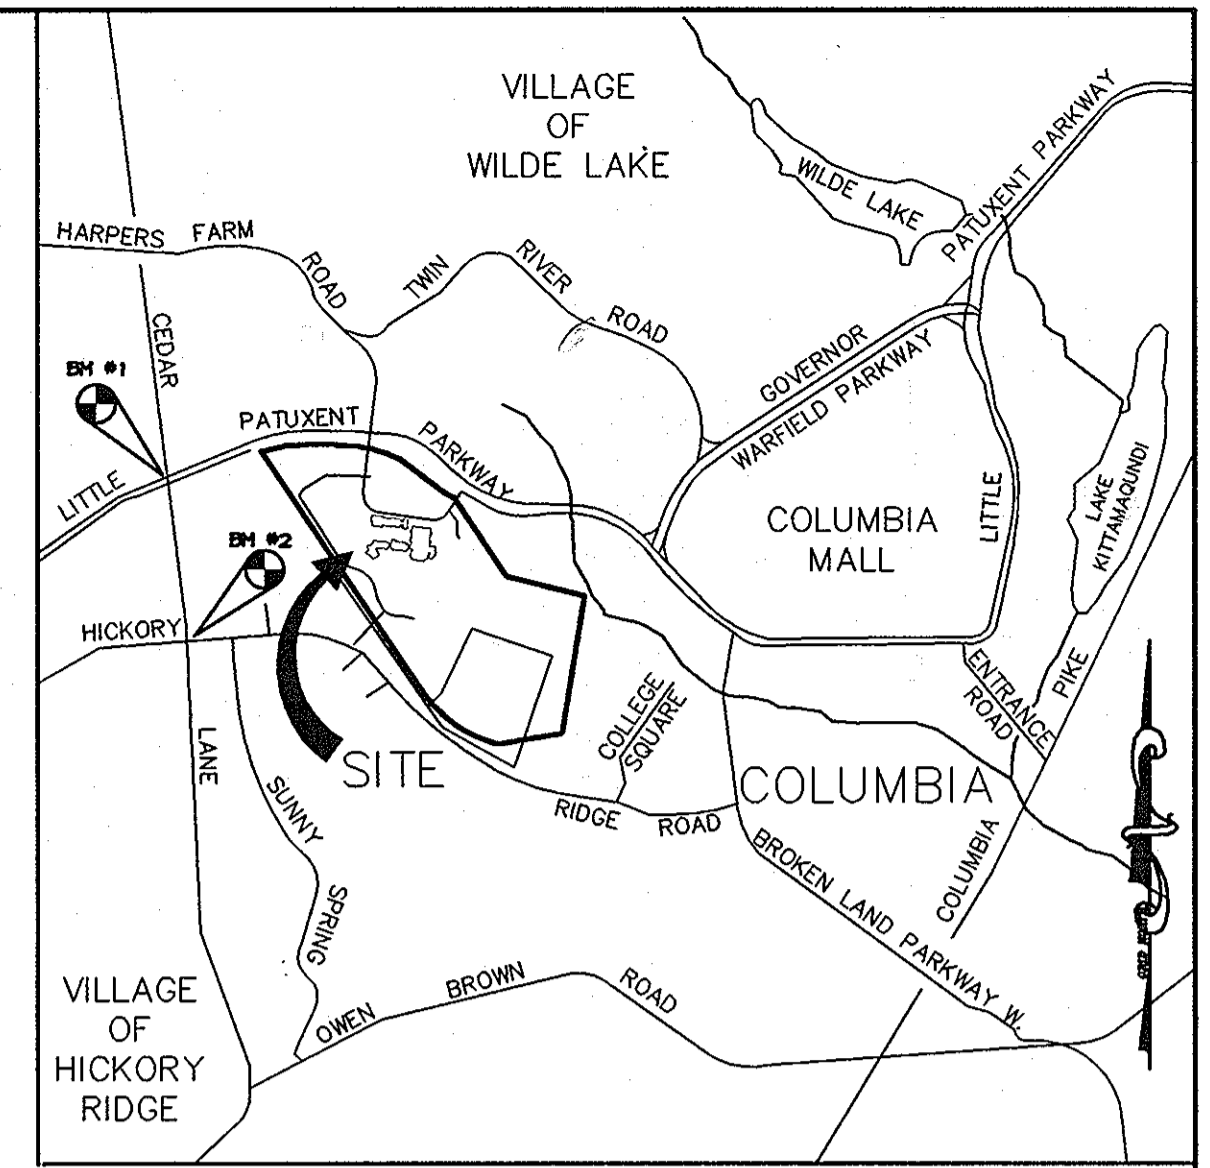 VILLAGE
OF
WILDE LAKE
WILDE LAKE
PATUXENT PARKWAY
HARPERS FARM
ROAD
TWIN
RIVER
ROAD
GOVERNOR
WARFIELD PARKWAY
CEDAR
BM #1
PATUXENT
PARKWAY
LITTLE
BM #2
COLUMBIA
MALL
LITTLE
LAKE
KITTAMAQUNDI
HICKORY
SITE
COLLEGE
SQUARE
ENTRANCE
ROAD
PIKE
LANE
SUNNY
SPRING
RIDGE ROAD
COLUMBIA
BROKEN LAND PARKWAY W.
COLUMBIA
OWEN BROWN ROAD
VILLAGE
OF
HICKORY
RIDGE